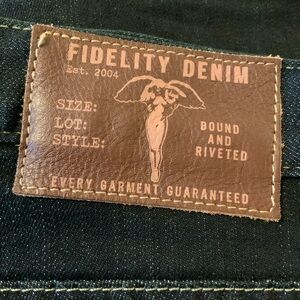 FIDELITY DENIM
Est. 2004
SIZE:
LOT:
STYLE:
BOUND
AND
RIVETED
EVERY GARMENT GUARANTEED